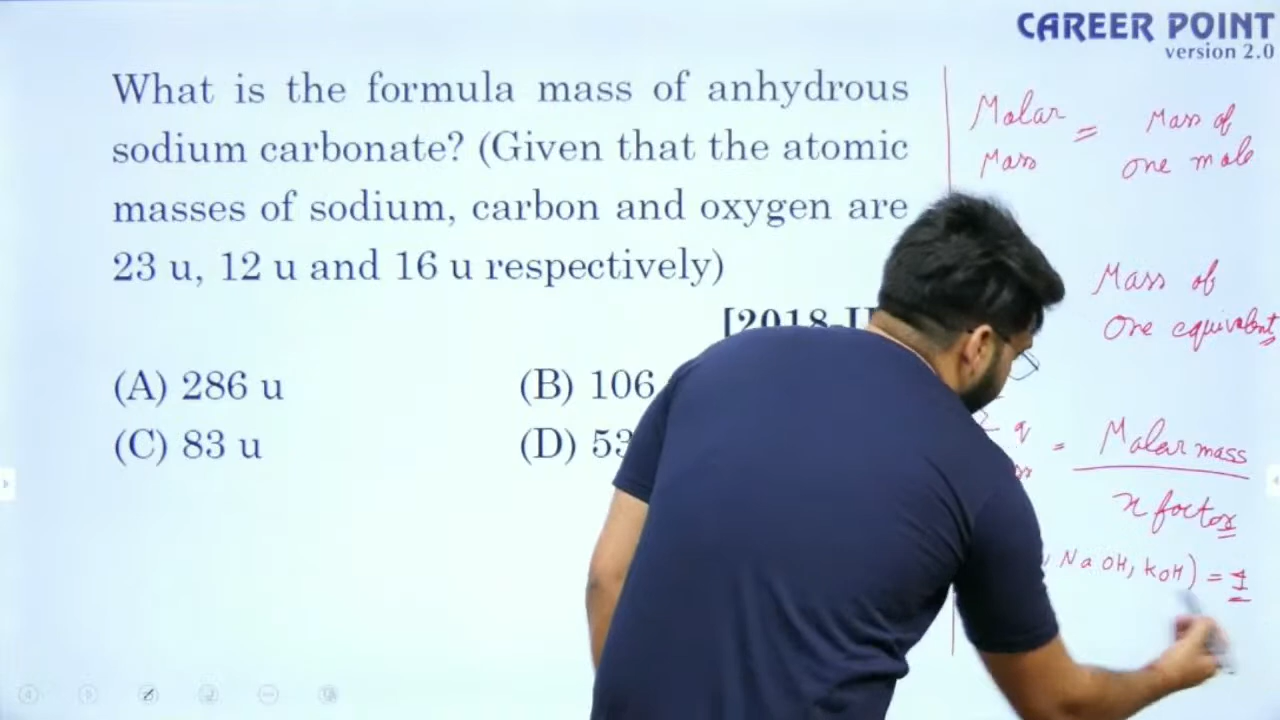 CAREER POINT
version 2.0
What is the formula mass of anhydrous
sodium carbonate? (Given that the atomic
masses of sodium, carbon and oxygen are
23 u, 12 u and 16 u respectively)
[2018
(A) 286 u
(B) 106
(C) 83 u
(D) 53
Molar Mass = Mass of one mole
Mass of
one equivalent
= Molar mass
n factor
, NaOH, KOH) = 1